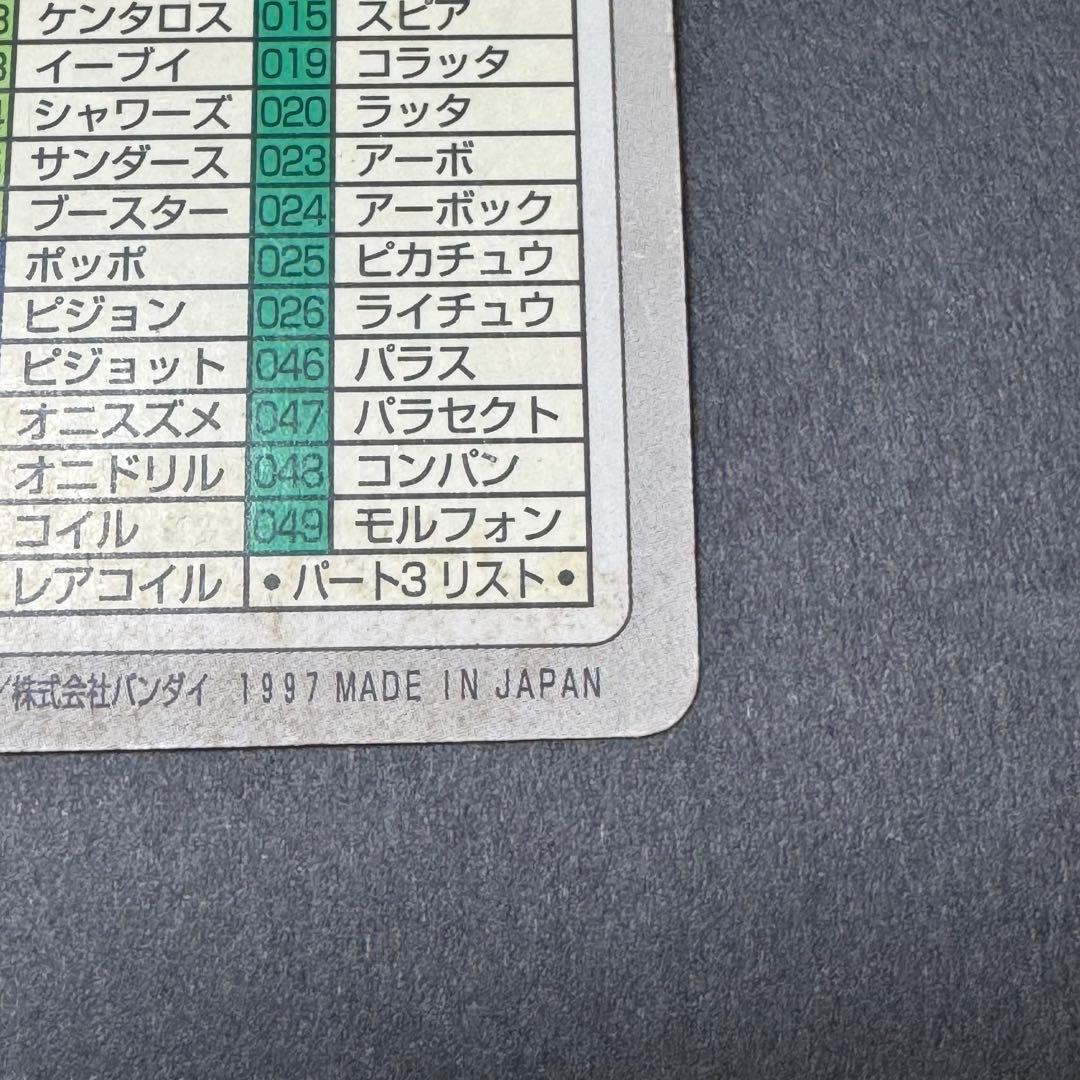 ケンタロス 015 スピア
イーブイ 019 コラッタ
シャワーズ 020 ラッタ
サンダース 023 アーボ
ブースター 024 アーボック
ポッポ 025 ピカチュウ
ピジョン 026 ライチュウ
ピジョット 046 パラス
オニスズメ 047 パラセクト
オニドリル 048 コンパン
コイル 049 モルフォン
レアコイル •パート3 リスト•
/株式会社バンダイ 1997 MADE IN JAPAN